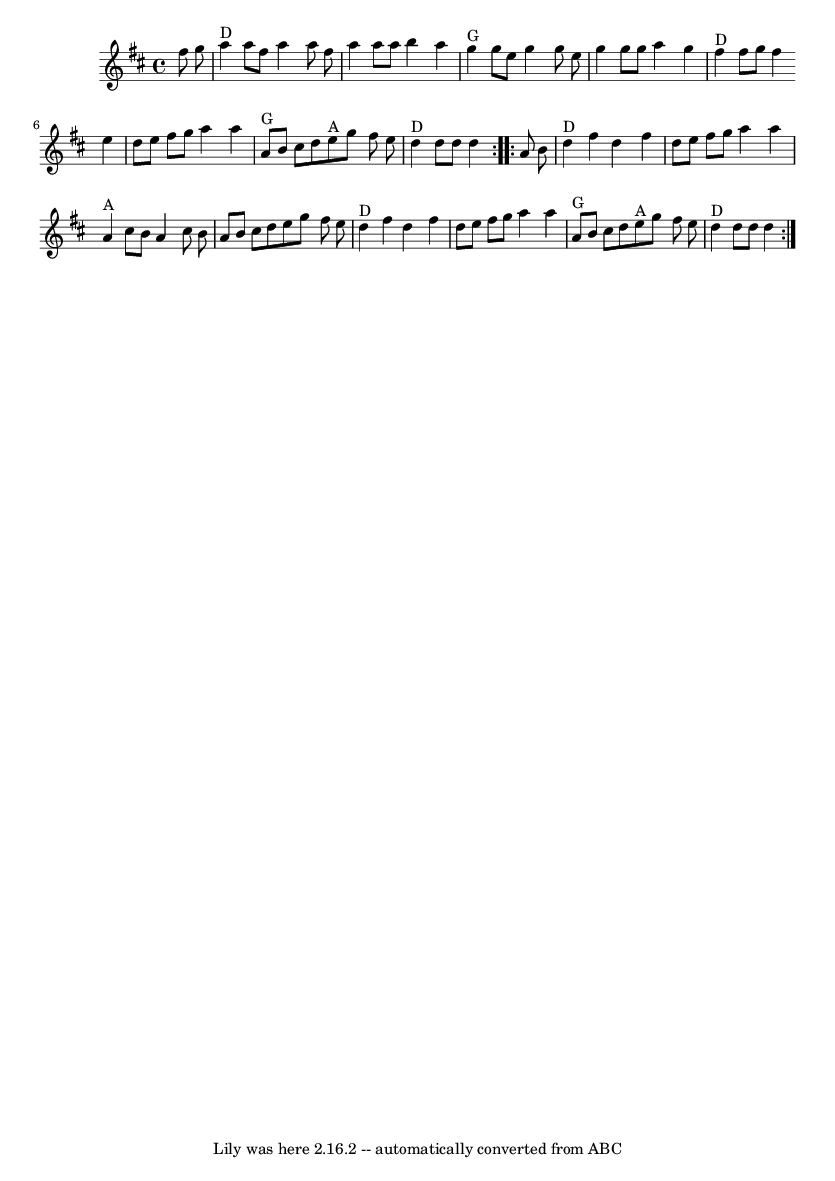 D G D
6 G A D D
A D G A D
Lily was here 2.16.2 -- automatically converted from ABC